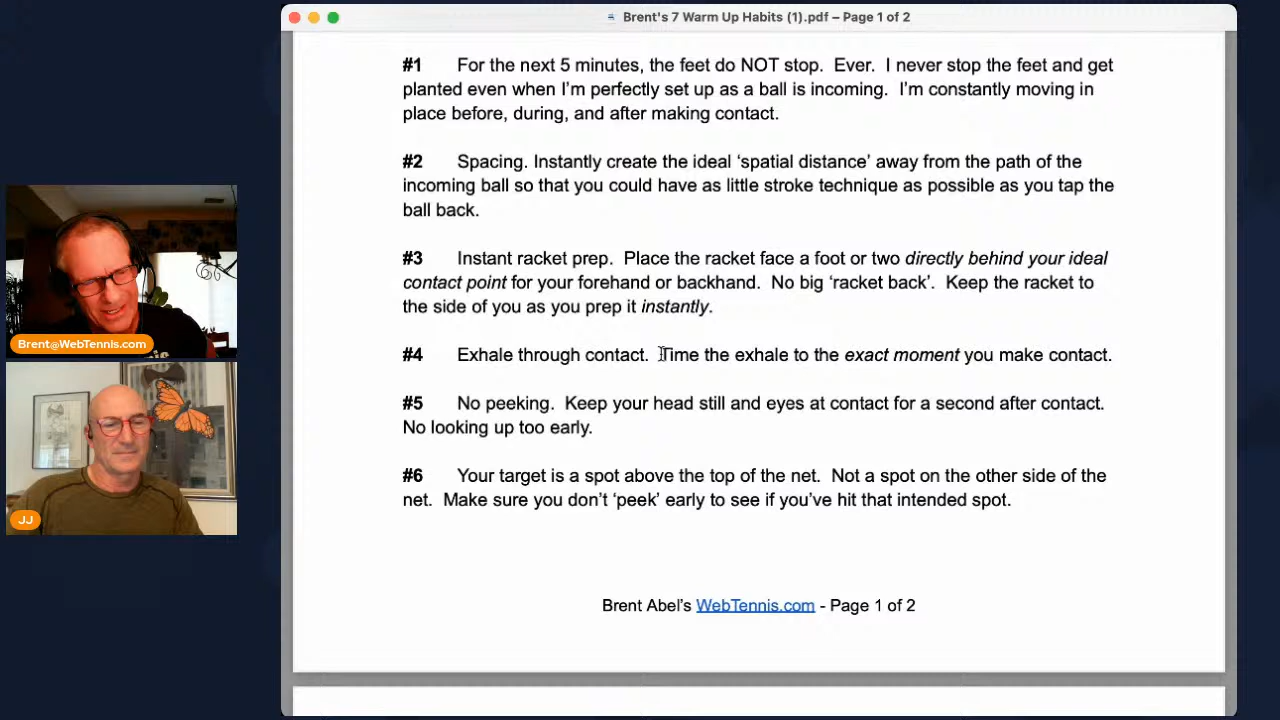 Brent's 7 Warm Up Habits (1).pdf – Page 1 of 2
#1 For the next 5 minutes, the feet do NOT stop. Ever. I never stop the feet and get
planted even when I'm perfectly set up as a ball is incoming. I'm constantly moving in
place before, during, and after making contact.
#2 Spacing. Instantly create the ideal 'spatial distance' away from the path of the
incoming ball so that you could have as little stroke technique as possible as you tap the
ball back.
#3 Instant racket prep. Place the racket face a foot or two directly behind your ideal
contact point for your forehand or backhand. No big 'racket back'. Keep the racket to
the side of you as you prep it instantly.
#4 Exhale through contact. Time the exhale to the exact moment you make contact.
#5 No peeking. Keep your head still and eyes at contact for a second after contact.
No looking up too early.
#6 Your target is a spot above the top of the net. Not a spot on the other side of the
net. Make sure you don't 'peek' early to see if you've hit that intended spot.
Brent Abel's WebTennis.com - Page 1 of 2
Brent@WebTennis.com
JJ